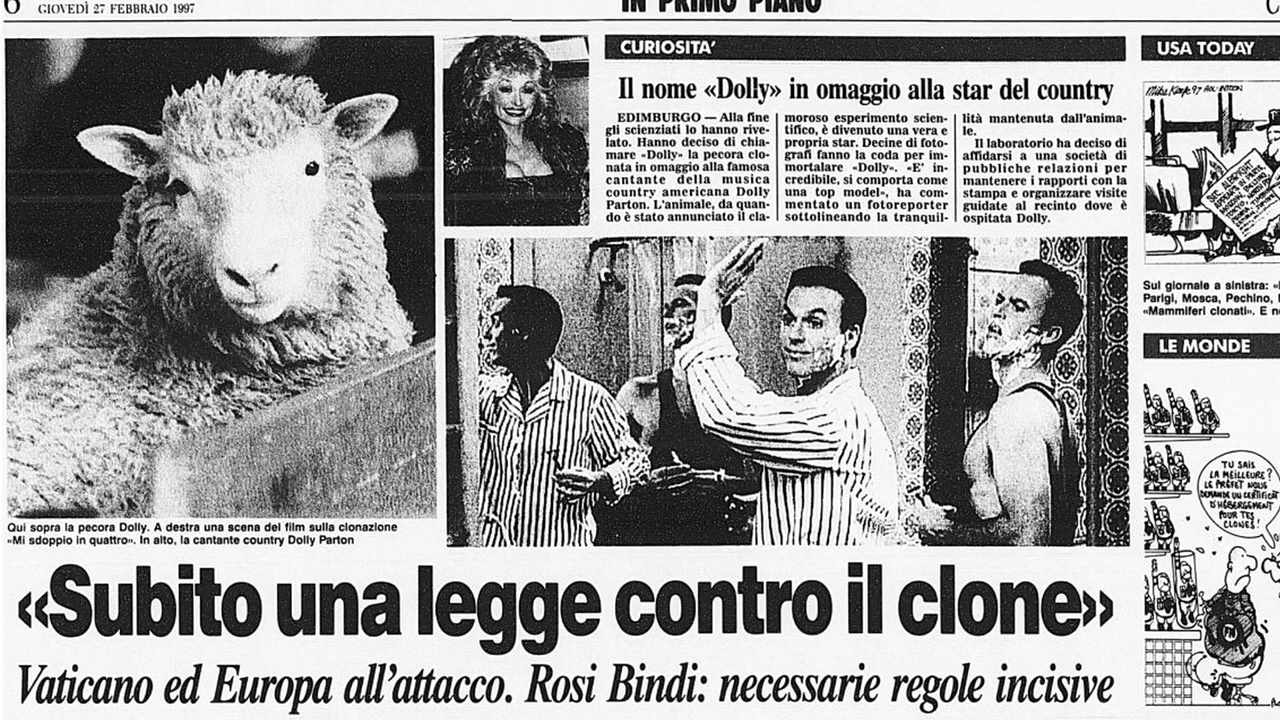 6 GIOVEDÌ 27 FEBBRAIO 1997
IN PRIMO PIANO
CURIOSITA'
Il nome «Dolly» in omaggio alla star del country
EDIMBURGO — Alla fine
gli scienziati lo hanno rive-
lato. Hanno deciso di chia-
mare «Dolly» la pecora clo-
nata in omaggio alla famosa
cantante della musica
country americana Dolly
Parton. L'animale, da quan-
do è stato annunciato il cla-
moroso esperimento scien-
tifico, è divenuto una vera e
propria star. Decine di foto-
grafi fanno la coda per im-
mortalare «Dolly». «E' in-
credibile, si comporta come
una top model», ha com-
mentato un fotoreporter
sottolineando la tranquil-
lità mantenuta dall'anima-
le.
Il laboratorio ha deciso di
affidarsi a una società di
pubbliche relazioni per
mantenere i rapporti con la
stampa e organizzare visite
guidate al recinto dove è
ospitata Dolly.
Qui sopra la pecora Dolly. A destra una scena del film sulla clonazione
«Mi sdoppio in quattro». In alto, la cantante country Dolly Parton
«Subito una legge contro il clone»
Vaticano ed Europa all'attacco. Rosi Bindi: necessarie regole incisive
USA TODAY
Sul giornale a sinistra:
Parigi, Mosca, Pechino,
«Mammiferi clonati». E
LE MONDE
TU SAIS
LA MEILLEURE ?
LE PRÉFET NOUS
DEMANDE UN CERTIFICAT
D'HÉBERGEMENT
POUR TES
CLONES !